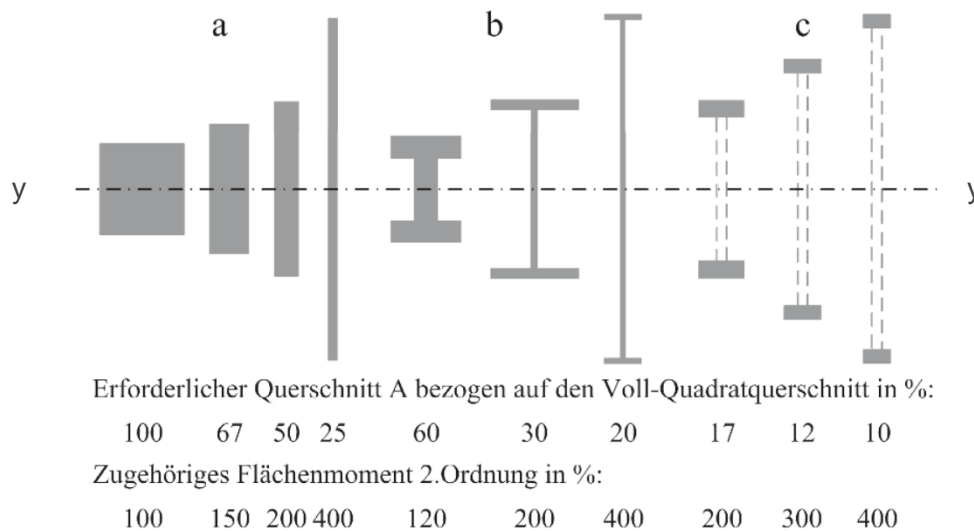 a b c
y y
Erforderlicher Querschnitt A bezogen auf den Voll-Quadratquerschnitt in %:
100 67 50 25 60 30 20 17 12 10
Zugehöriges Flächenmoment 2.Ordnung in %:
100 150 200 400 120 200 400 200 300 400